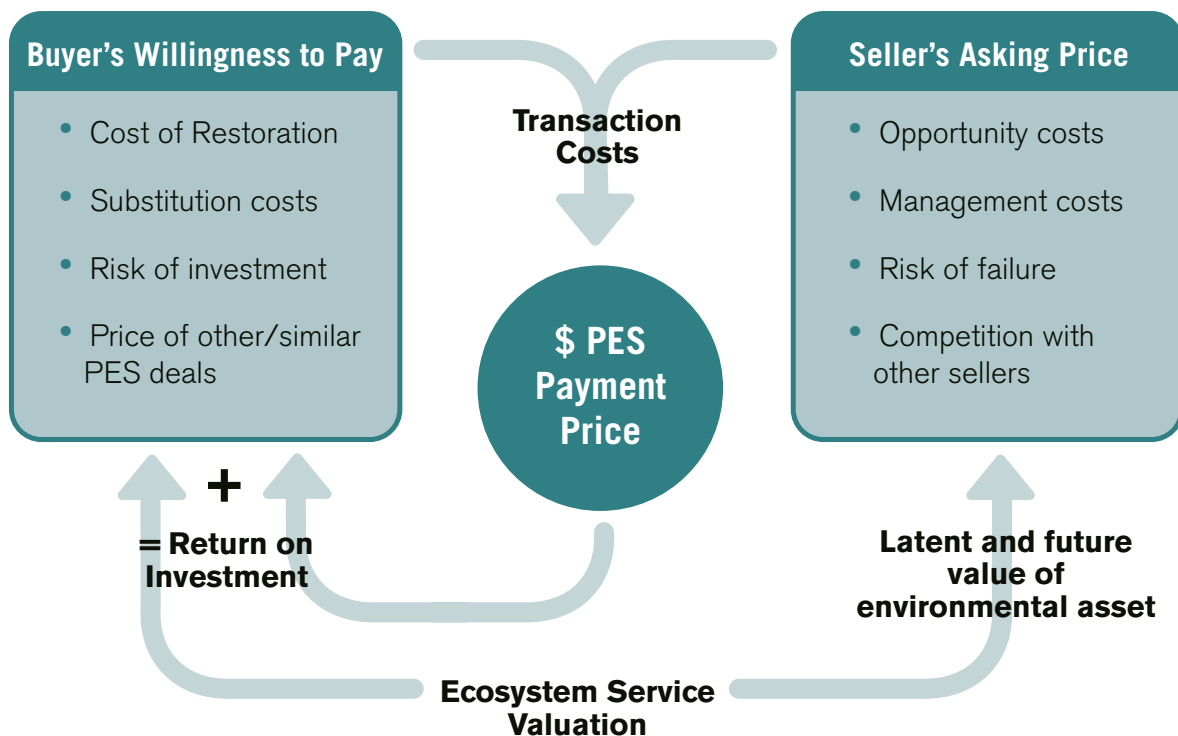 Buyer’s Willingness to Pay
• Cost of Restoration
• Substitution costs
• Risk of investment
• Price of other/similar
PES deals
Transaction
Costs
Seller’s Asking Price
• Opportunity costs
• Management costs
• Risk of failure
• Competition with
other sellers
$ PES
Payment
Price
+
= Return on
Investment
Latent and future
value of
environmental asset
Ecosystem Service
Valuation